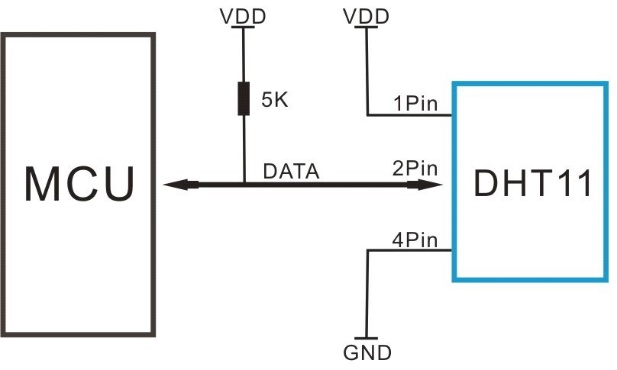 VDD
VDD
5K
1Pin
MCU
DATA
2Pin
DHT11
4Pin
GND